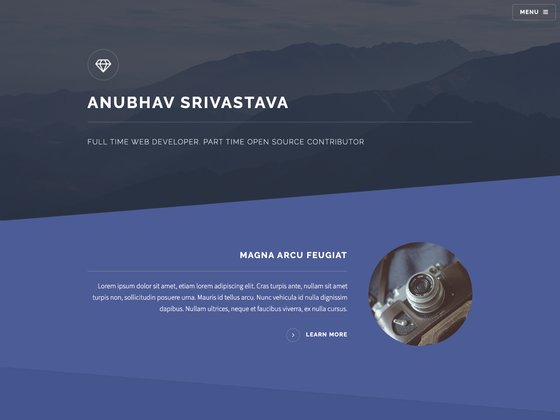 MENU
ANUBHAV SRIVASTAVA
FULL TIME WEB DEVELOPER. PART TIME OPEN SOURCE CONTRIBUTOR
MAGNA ARCU FEUGIAT
Lorem ipsum dolor sit amet, etiam lorem adipiscing elit. Cras turpis ante, nullam sit amet
turpis non, sollicitudin posuere urna. Mauris id tellus arcu. Nunc vehicula id nulla dignissim
dapibus. Nullam ultrices, neque et faucibus viverra, ex nulla cursus.
LEARN MORE